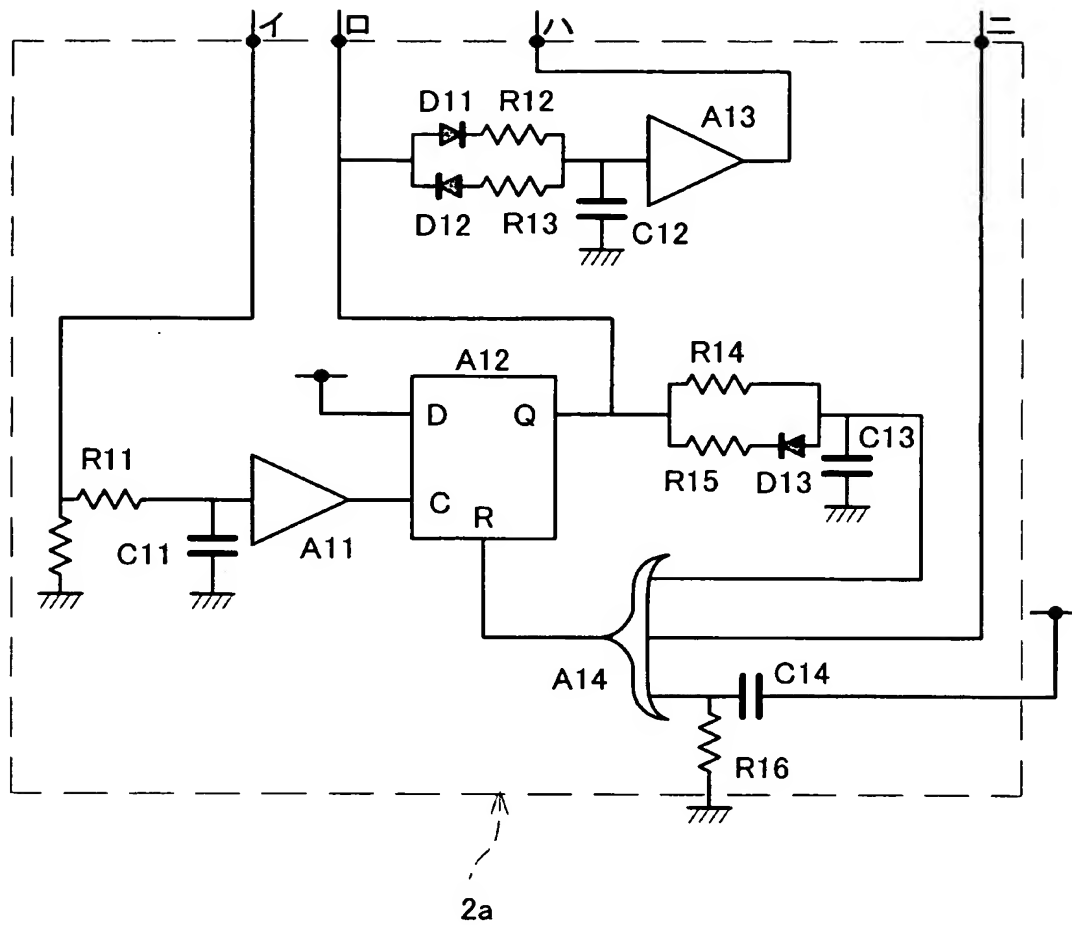 イ ロ ハ ニ
D11 R12 A13
D12 R13 C12
A12 R14
D Q
C13
R11
R15 D13
C
R
C11 A11
A14 C14
R16
2a